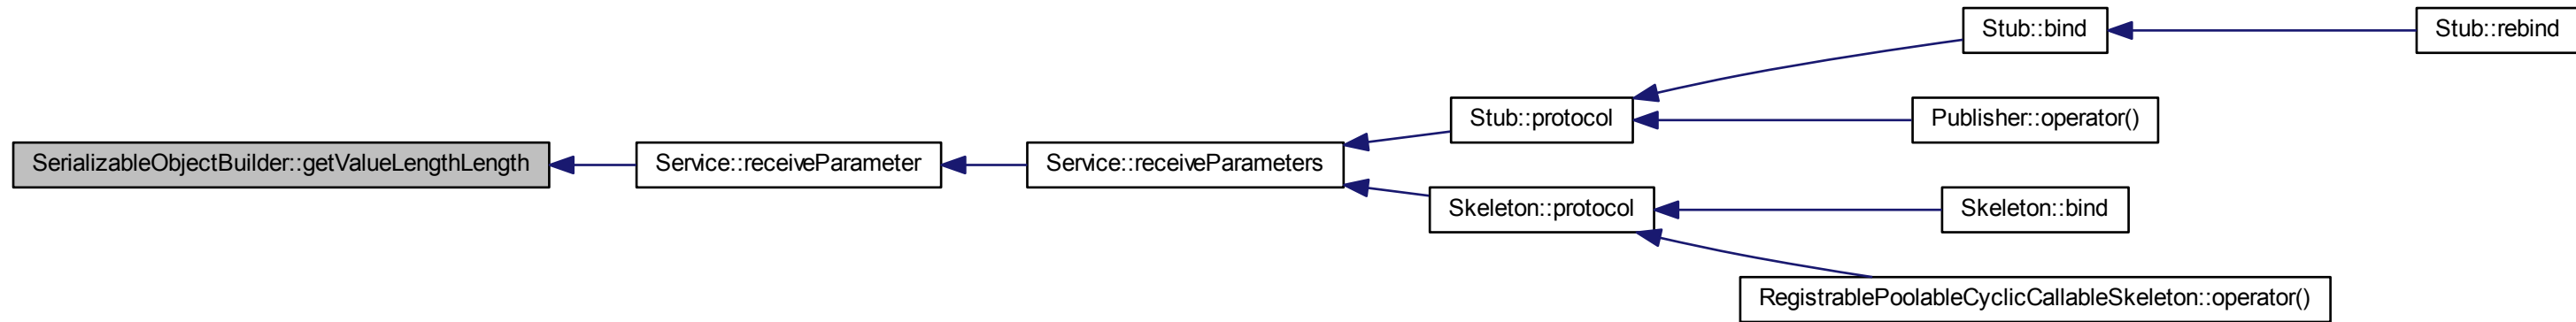 Stub::bind
Stub::rebind
Stub::protocol
Publisher::operator()
SerializableObjectBuilder::getValueLengthLength
Service::receiveParameter
Service::receiveParameters
Skeleton::protocol
Skeleton::bind
RegistrablePoolableCyclicCallableSkeleton::operator()